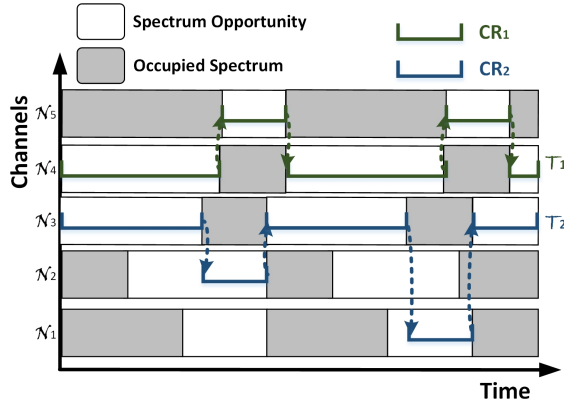 Spectrum Opportunity
CR₁
Occupied Spectrum
CR₂
Channels
𝒩₅
𝒩₄
𝒯₁
𝒩₃
𝒯₂
𝒩₂
𝒩₁
Time